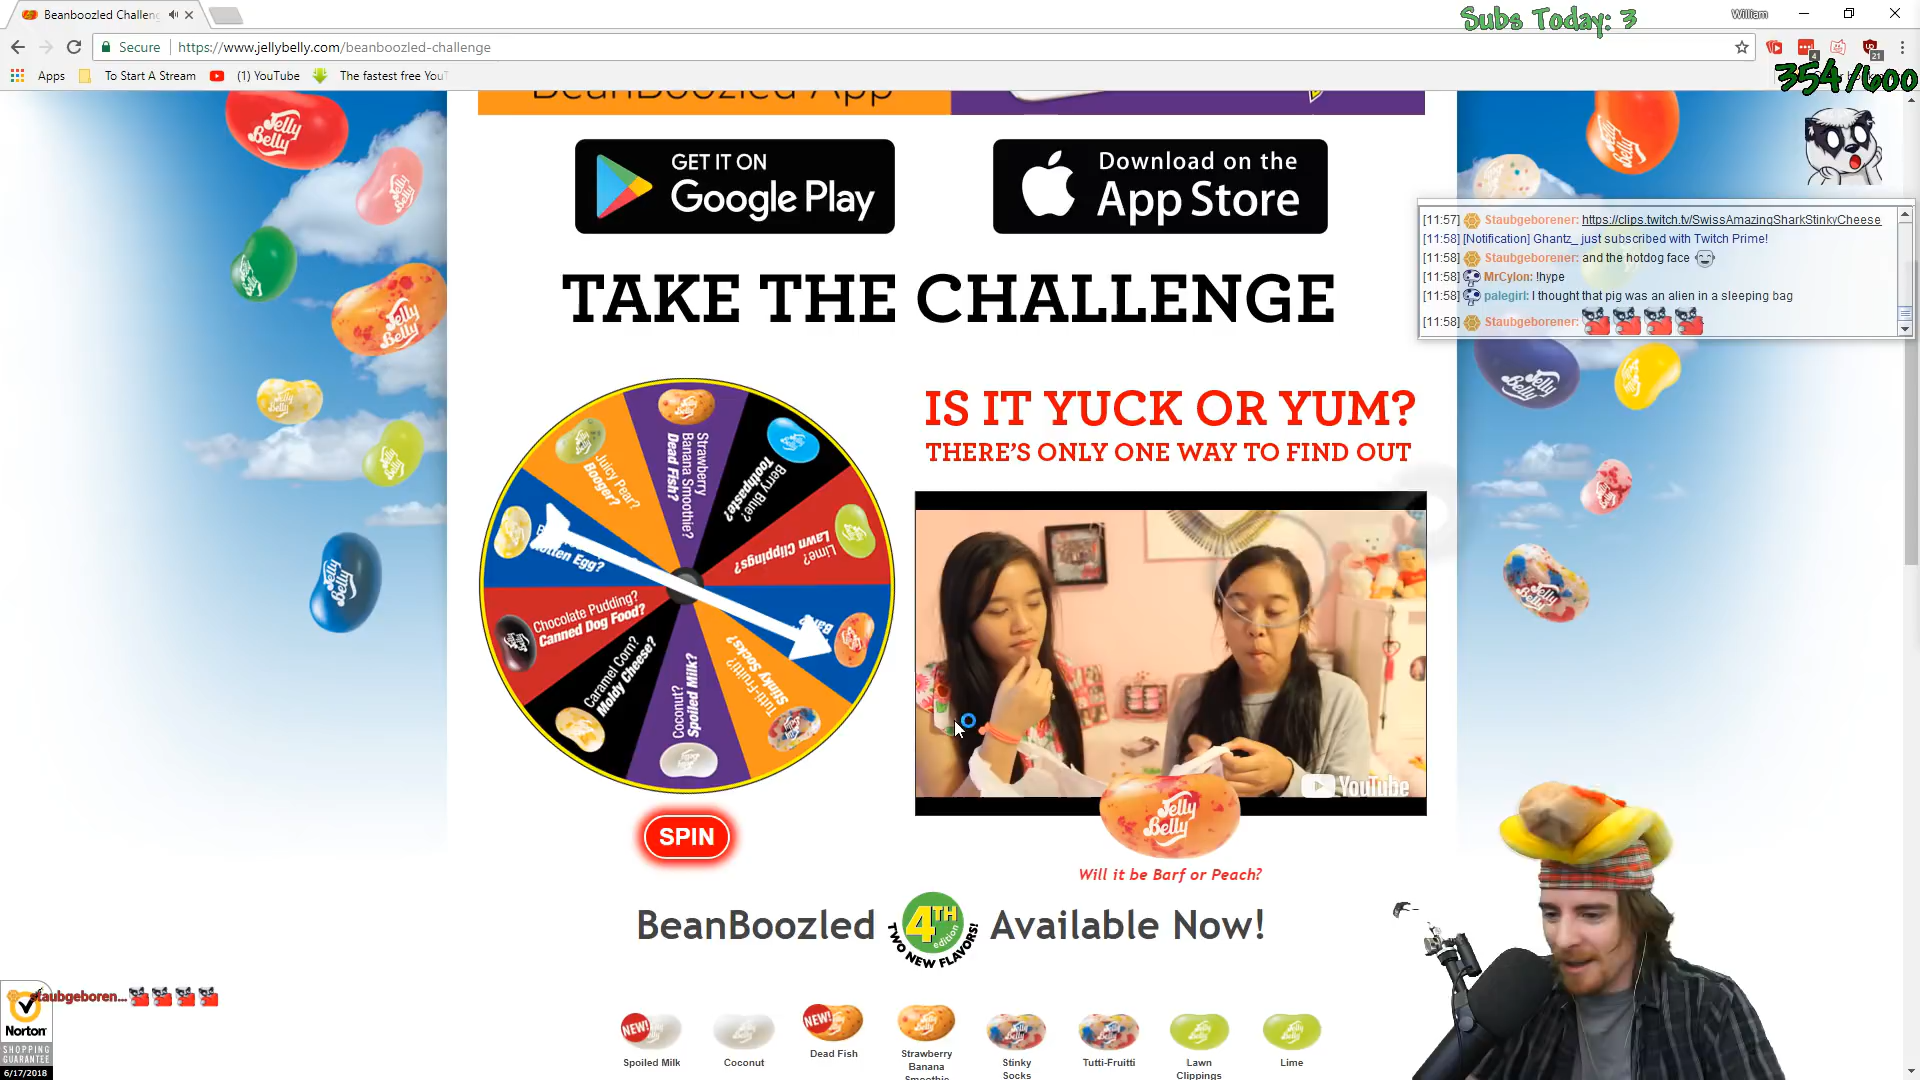 Beanboozled Challeng
Subs Today: 3
William
Secure
https://www.jellybelly.com/beanboozled-challenge
354/600
Apps
To Start A Stream
(1) YouTube
The fastest free You
BeanBoozled App
GET IT ON
Google Play
Download on the
App Store
TAKE THE CHALLENGE
[11:57] Staubgeborener: https://clips.twitch.tv/SwissAmazingSharkStinkyCheese
[11:58] [Notification] Ghantz_ just subscribed with Twitch Prime!
[11:58] Staubgeborener: and the hotdog face
[11:58] MrCylon: !hype
[11:58] palegirl: I thought that pig was an alien in a sleeping bag
[11:58] Staubgeborener:
IS IT YUCK OR YUM?
THERE'S ONLY ONE WAY TO FIND OUT
Strawberry
Banana Smoothie?
Dead Fish?
Berry Blue?
Toothpaste?
Lime?
Lawn Clippings?
Tutti-Fruitti?
Stinky Socks?
Coconut?
Spoiled Milk?
Caramel Corn?
Moldy Cheese?
Chocolate Pudding?
Canned Dog Food?
Egg?
Juicy Pear?
Booger?
Jelly Belly
YouTube
Jelly
Belly
SPIN
Will it be Barf or Peach?
BeanBoozled 4TH edition Available Now!
TWO NEW FLAVORS!
NEW!
NEW!
Spoiled Milk
Coconut
Dead Fish
Strawberry
Banana
Stinky
Socks
Tutti-Fruitti
Lawn
Clippings
Lime
staubgeboren...
Norton
SHOPPING
GUARANTEE
6/17/2018